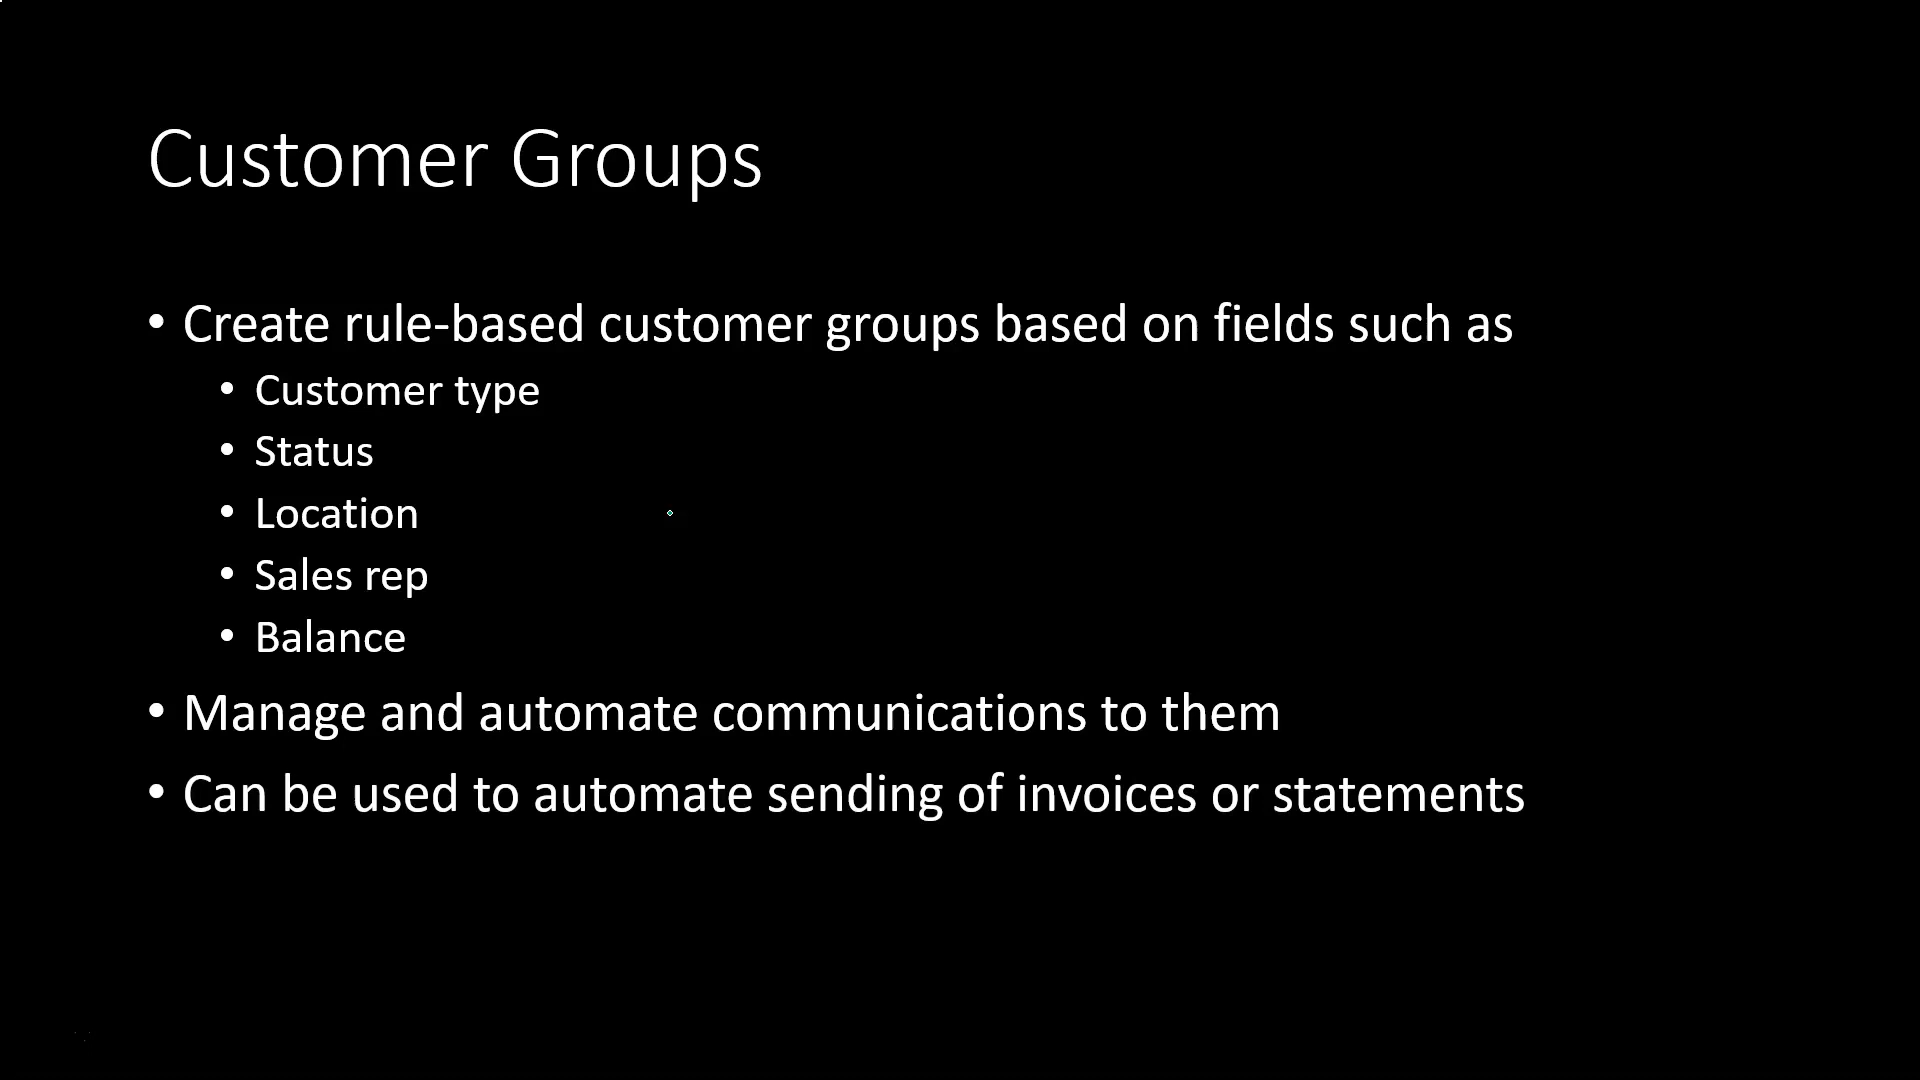 Customer Groups
• Create rule-based customer groups based on fields such as
• Customer type
• Status
• Location
• Sales rep
• Balance
• Manage and automate communications to them
• Can be used to automate sending of invoices or statements